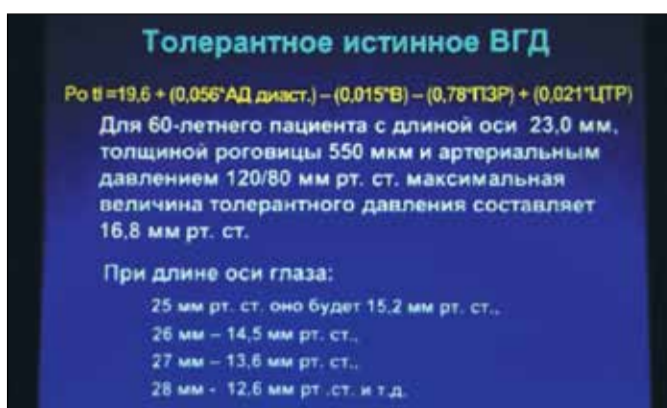 Толерантное истинное ВГД
Po tl =19,6 + (0,056*АД диаст.) – (0,015*В) – (0,78*ПЗР) + (0,021*ЦТР)
Для 60-летнего пациента с длиной оси 23,0 мм,
толщиной роговицы 550 мкм и артериальным
давлением 120/80 мм рт. ст. максимальная
величина толерантного давления составляет
16,8 мм рт. ст.
При длине оси глаза:
25 мм рт. ст. оно будет 15,2 мм рт. ст.,
26 мм – 14,5 мм рт. ст.,
27 мм – 13,6 мм рт. ст.,
28 мм - 12,6 мм рт .ст. и т.д.